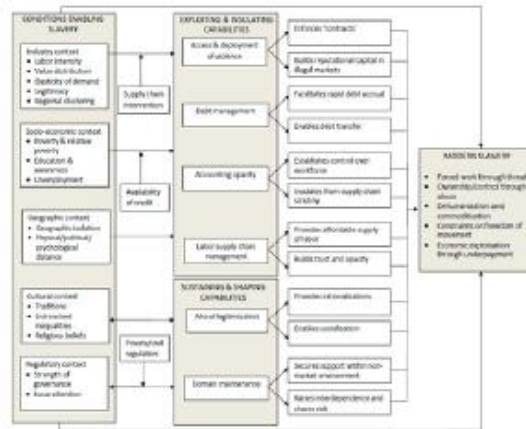 CONDITIONS ENABLING
SLAVERY
Industry context
Labor intensity
Value distribution
Elasticity of demand
Legitimacy
Regional clustering
Socio-economic context
Poverty & relative
poverty
Education &
awareness
Unemployment
Geographic context
Geographic isolation
Physical/political/
psychological
distance
Cultural context
Traditions
Entrenched
inequalities
Religious beliefs
Regulatory context
Strength of
governance
Supply chain
intervention
Availability
of credit
regulation
EXPLOITING & INSULATING
CAPABILITIES
Access & deployment
of violence
Debt management
Accounting opacity
Labor supply chain
management
SUSTAINING & SHAPING
CAPABILITIES
Moral legitimization
Domain maintenance
Enforces 'contracts'
Builds reputational capital in
illegal markets
Facilitates rapid debt accrual
Enables debt transfer
Establishes control over
workforce
Insulates from supply chain
scrutiny
Provides affordable supply
of labor
Builds trust and opacity
Provides rationalizations
Enables socialization
Secures support within non-
market environment
interdependence and
shares risk
MODERN SLAVERY
Forced work through threat
Ownership/control through
abuse
Dehumanization and
commodification
Constraints on freedom of
movement
Economic exploitation
through underpayment